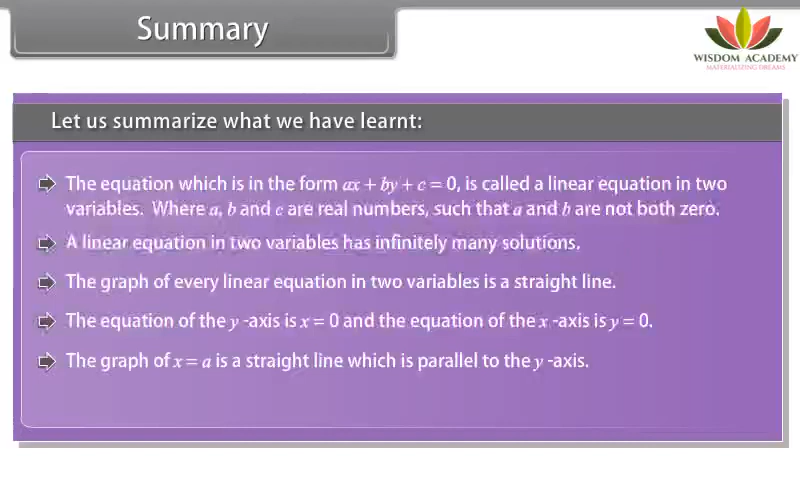 Summary
WISDOM ACADEMY
MATERIALIZING DREAMS
Let us summarize what we have learnt:
The equation which is in the form ax + by + c = 0, is called a linear equation in two
variables. Where a, b and c are real numbers, such that a and b are not both zero.
A linear equation in two variables has infinitely many solutions.
The graph of every linear equation in two variables is a straight line.
The equation of the y -axis is x = 0 and the equation of the x -axis is y = 0.
The graph of x = a is a straight line which is parallel to the y -axis.